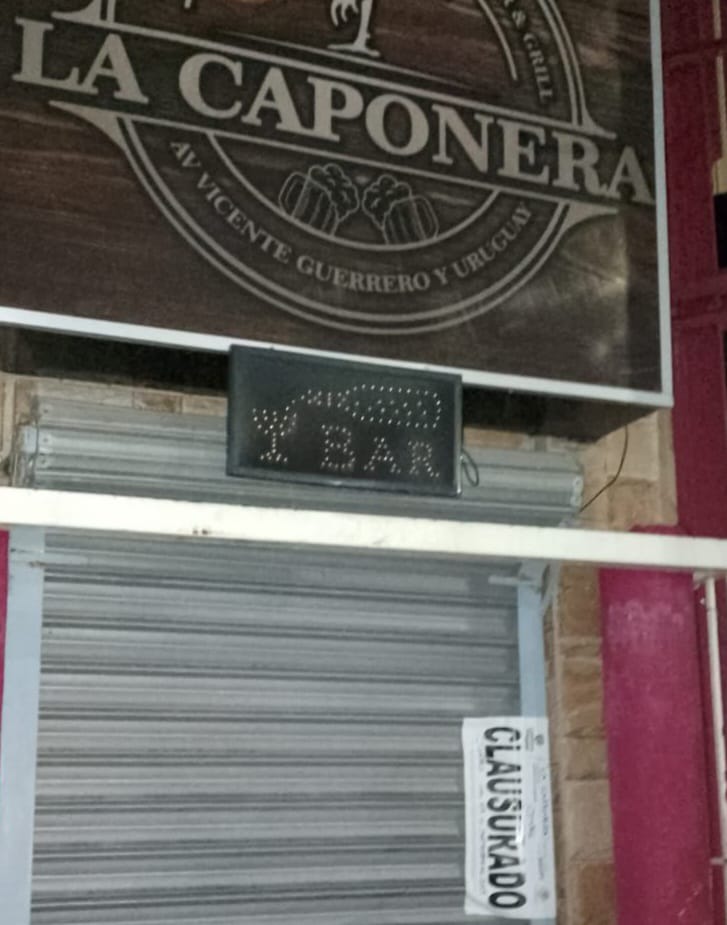 & GRILL
LA CAPONERA
AV VICENTE GUERRERO Y URUGUAY
BAR
CLAUSURADO